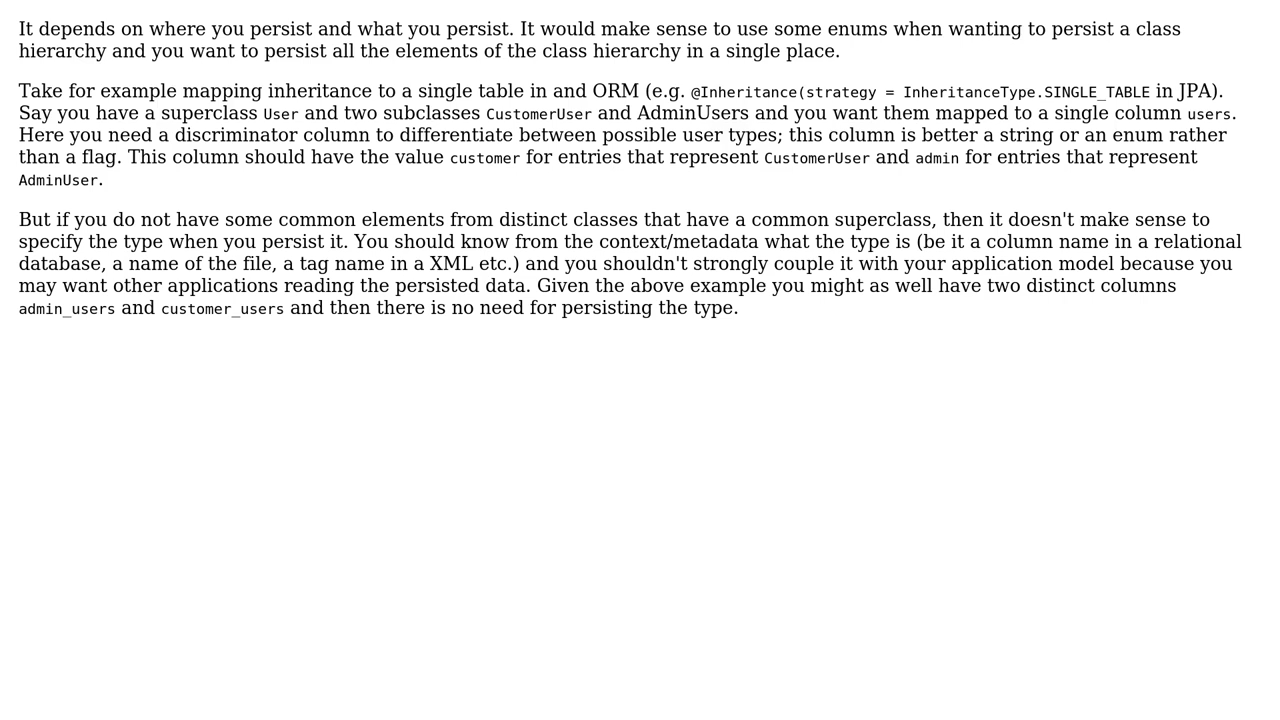 It depends on where you persist and what you persist. It would make sense to use some enums when wanting to persist a class
hierarchy and you want to persist all the elements of the class hierarchy in a single place.
Take for example mapping inheritance to a single table in and ORM (e.g. @Inheritance(strategy = InheritanceType.SINGLE_TABLE in JPA).
Say you have a superclass User and two subclasses CustomerUser and AdminUsers and you want them mapped to a single column users.
Here you need a discriminator column to differentiate between possible user types; this column is better a string or an enum rather
than a flag. This column should have the value customer for entries that represent CustomerUser and admin for entries that represent
AdminUser.
But if you do not have some common elements from distinct classes that have a common superclass, then it doesn't make sense to
specify the type when you persist it. You should know from the context/metadata what the type is (be it a column name in a relational
database, a name of the file, a tag name in a XML etc.) and you shouldn't strongly couple it with your application model because you
may want other applications reading the persisted data. Given the above example you might as well have two distinct columns
admin_users and customer_users and then there is no need for persisting the type.